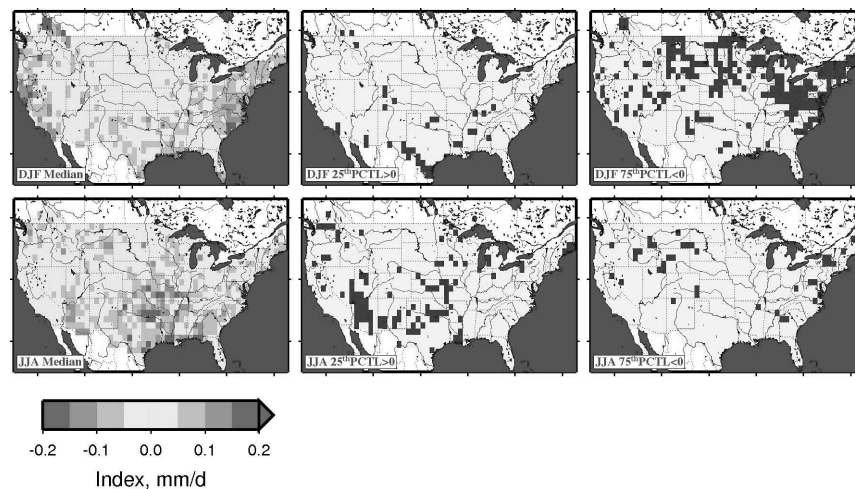 DJF Median
DJF 25thPCTL>0
DJF 75thPCTL<0
JJA Median
JJA 25thPCTL>0
JJA 75thPCTL<0
-0.2 -0.1 0.0 0.1 0.2
Index, mm/d